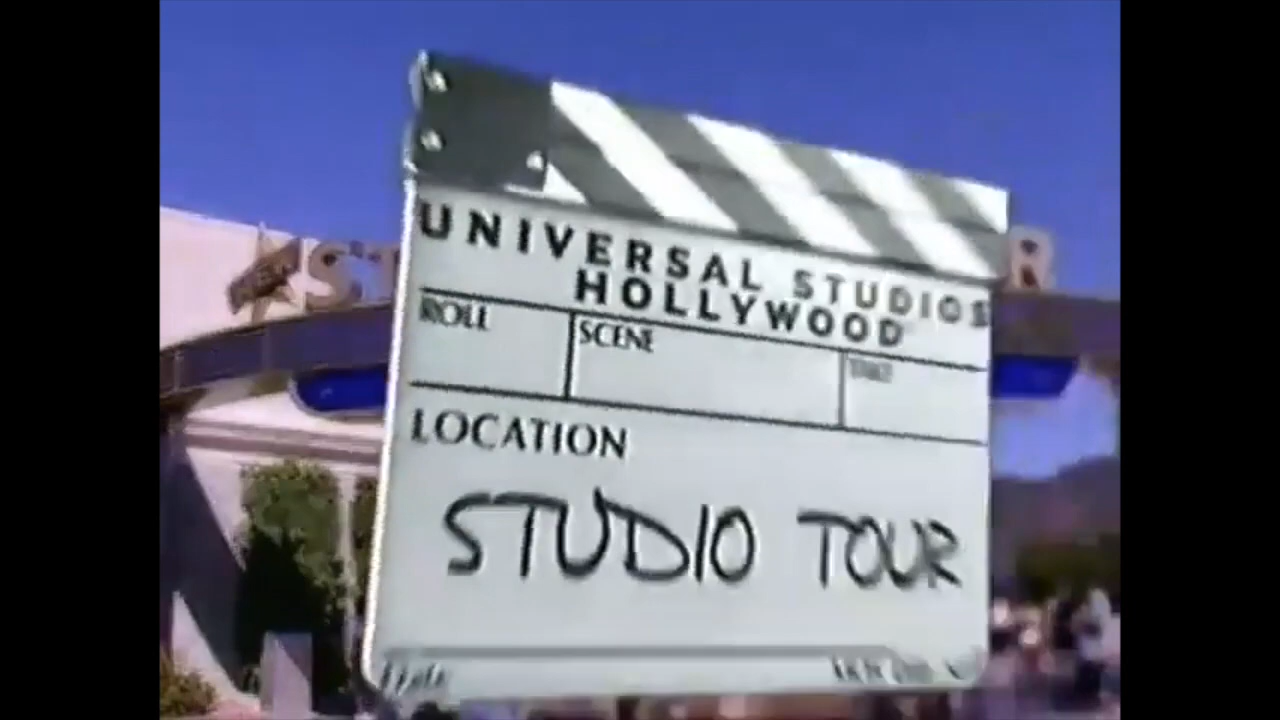 UNIVERSAL STUDIOS
HOLLYWOOD
ROLL
SCENE
LOCATION
STUDIO TOUR